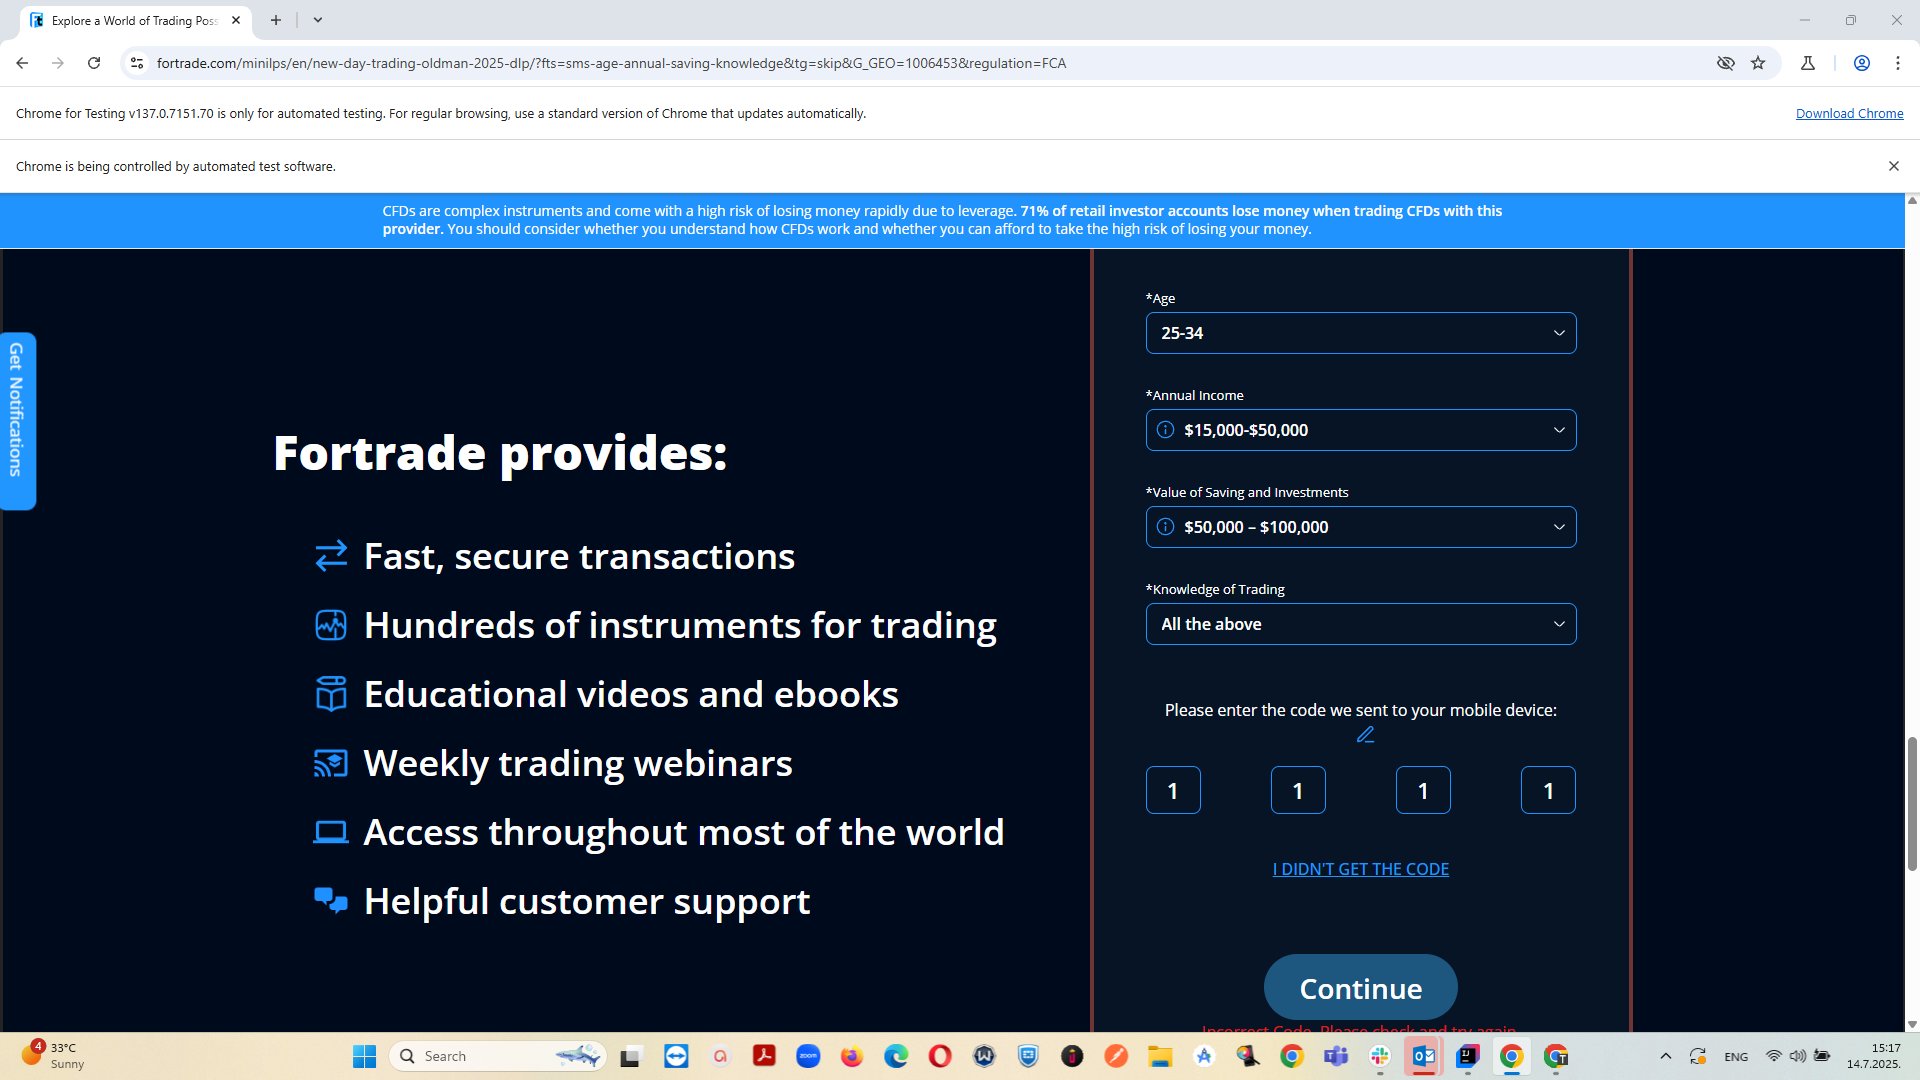 Explore a World of Trading Poss
fortrade.com/minilps/en/new-day-trading-oldman-2025-dlp/?fts=sms-age-annual-saving-knowledge&tg=skip&G_GEO=1006453&regulation=FCA
Chrome for Testing v137.0.7151.70 is only for automated testing. For regular browsing, use a standard version of Chrome that updates automatically.
Download Chrome
Chrome is being controlled by automated test software.
CFDs are complex instruments and come with a high risk of losing money rapidly due to leverage. 71% of retail investor accounts lose money when trading CFDs with this
provider. You should consider whether you understand how CFDs work and whether you can afford to take the high risk of losing your money.
Get Notifications
Fortrade provides:
Fast, secure transactions
Hundreds of instruments for trading
Educational videos and ebooks
Weekly trading webinars
Access throughout most of the world
Helpful customer support
*Age
25-34
*Annual Income
$15,000-$50,000
*Value of Saving and Investments
$50,000 – $100,000
*Knowledge of Trading
All the above
Please enter the code we sent to your mobile device:
1 1 1 1
I DIDN'T GET THE CODE
Continue
Incorrect Code. Please check and try again
4
33°C
Sunny
Search
zoom
ENG
15:17
14.7.2025.